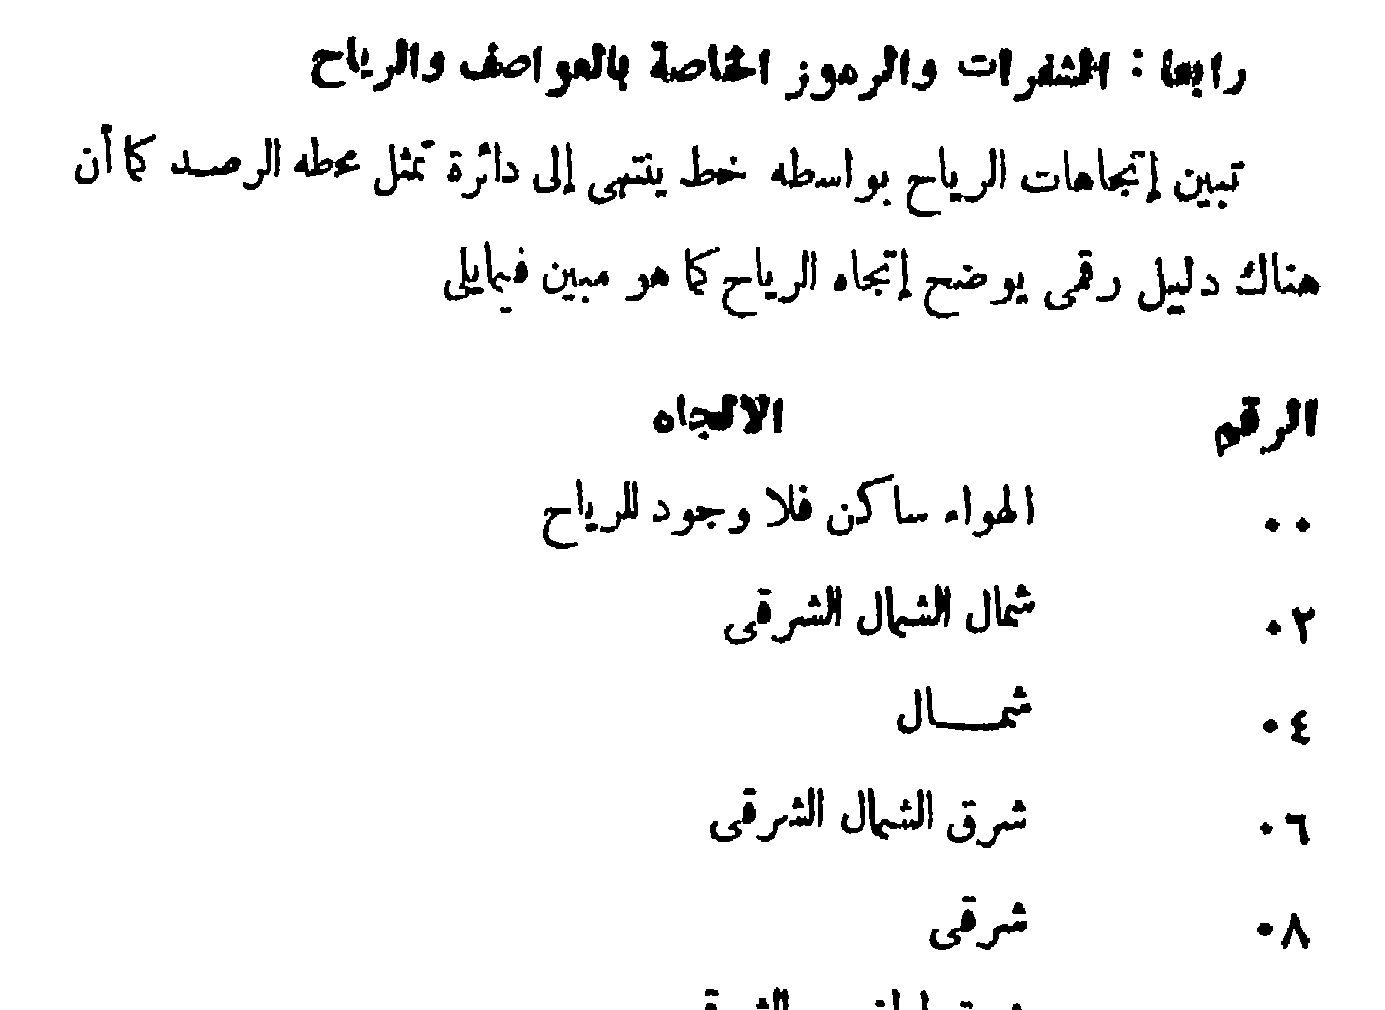 رابعا : الشفرات والرموز الخاصة بالعواصف والرياح
تبين إتجاهات الرياح بواسطه خط ينتهى إلى دائرة تمثل محطه الرصد كما أن
هناك دليل رقمى يوضح إتجاه الرياح كما هو مبين فيمايلى
الرقم الاتجاه
٠٠ الهواء ساكن فلا وجود للرياح
٠٢ شمال الشمال الشرقى
٠٤ شمـــال
٠٦ شرق الشمال الشرقى
٠٨ شرقى